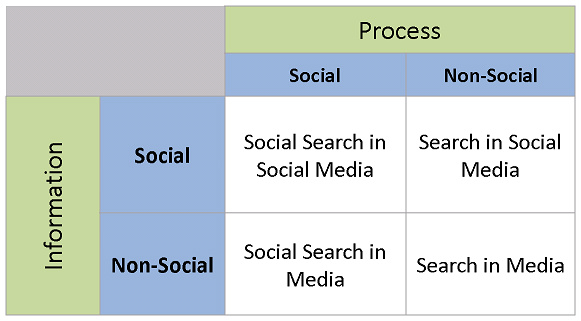 Process
Social
Non-Social
Information
Social
Social Search in
Social Media
Search in Social
Media
Non-Social
Social Search in
Media
Search in Media